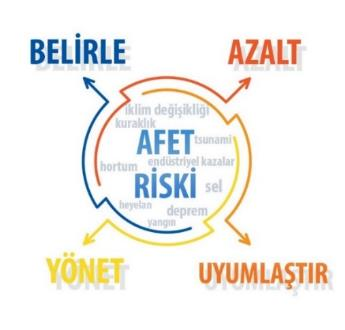 BELİRLE
AZALT
iklim değişikliği
kuraklık
AFET
tsunami
endüstriyel kazalar
hortum
RİSKİ
sel
heyelan
deprem
yangın
YÖNET
UYUMLAŞTIR